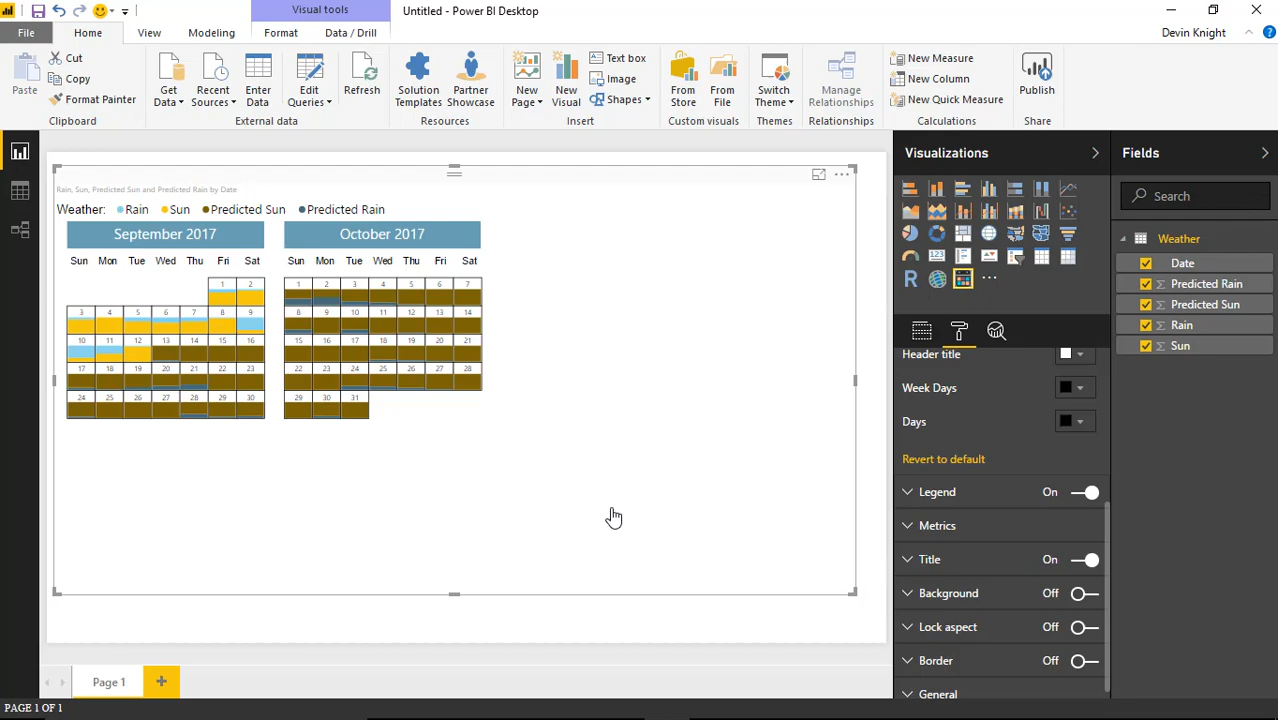 Visual tools
Untitled - Power BI Desktop
File
Home
View
Modeling
Format
Data / Drill
Devin Knight
Paste
Cut
Copy
Format Painter
Clipboard
Get Data
Recent Sources
Enter Data
Edit Queries
Refresh
External data
Solution Templates
Partner Showcase
Resources
New Page
New Visual
Text box
Image
Shapes
Insert
From Store
From File
Custom visuals
Switch Theme
Themes
Manage Relationships
Relationships
New Measure
New Column
New Quick Measure
Calculations
Publish
Share
Rain, Sun, Predicted Sun and Predicted Rain by Date
Weather: Rain Sun Predicted Sun Predicted Rain
September 2017
Sun Mon Tue Wed Thu Fri Sat
1 2
3 4 5 6 7 8 9
10 11 12 13 14 15 16
17 18 19 20 21 22 23
24 25 26 27 28 29 30
October 2017
Sun Mon Tue Wed Thu Fri Sat
1 2 3 4 5 6 7
8 9 10 11 12 13 14
15 16 17 18 19 20 21
22 23 24 25 26 27 28
29 30 31
Visualizations
R
Header title
Week Days
Days
Revert to default
Legend On
Metrics
Title On
Background Off
Lock aspect Off
Border Off
General
Fields
Search
Weather
Date
Σ Predicted Rain
Σ Predicted Sun
Σ Rain
Σ Sun
Page 1
PAGE 1 OF 1